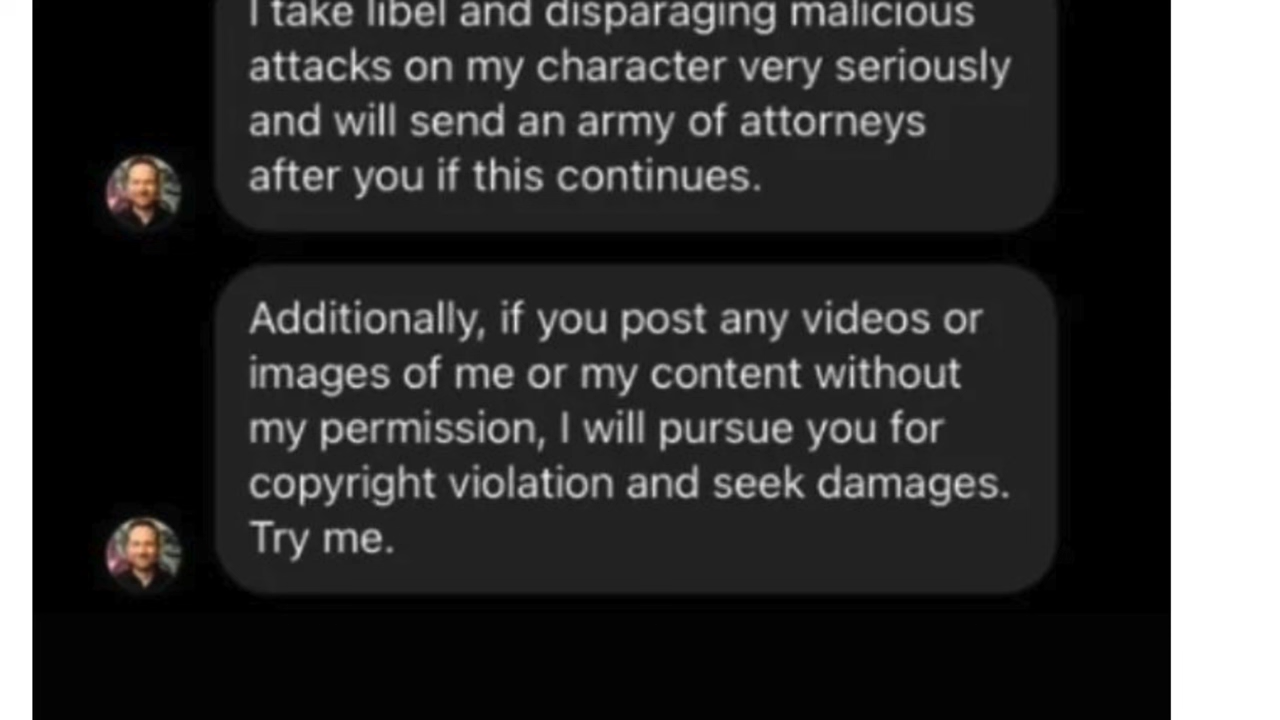 I take libel and disparaging malicious
attacks on my character very seriously
and will send an army of attorneys
after you if this continues.
Additionally, if you post any videos or
images of me or my content without
my permission, I will pursue you for
copyright violation and seek damages.
Try me.